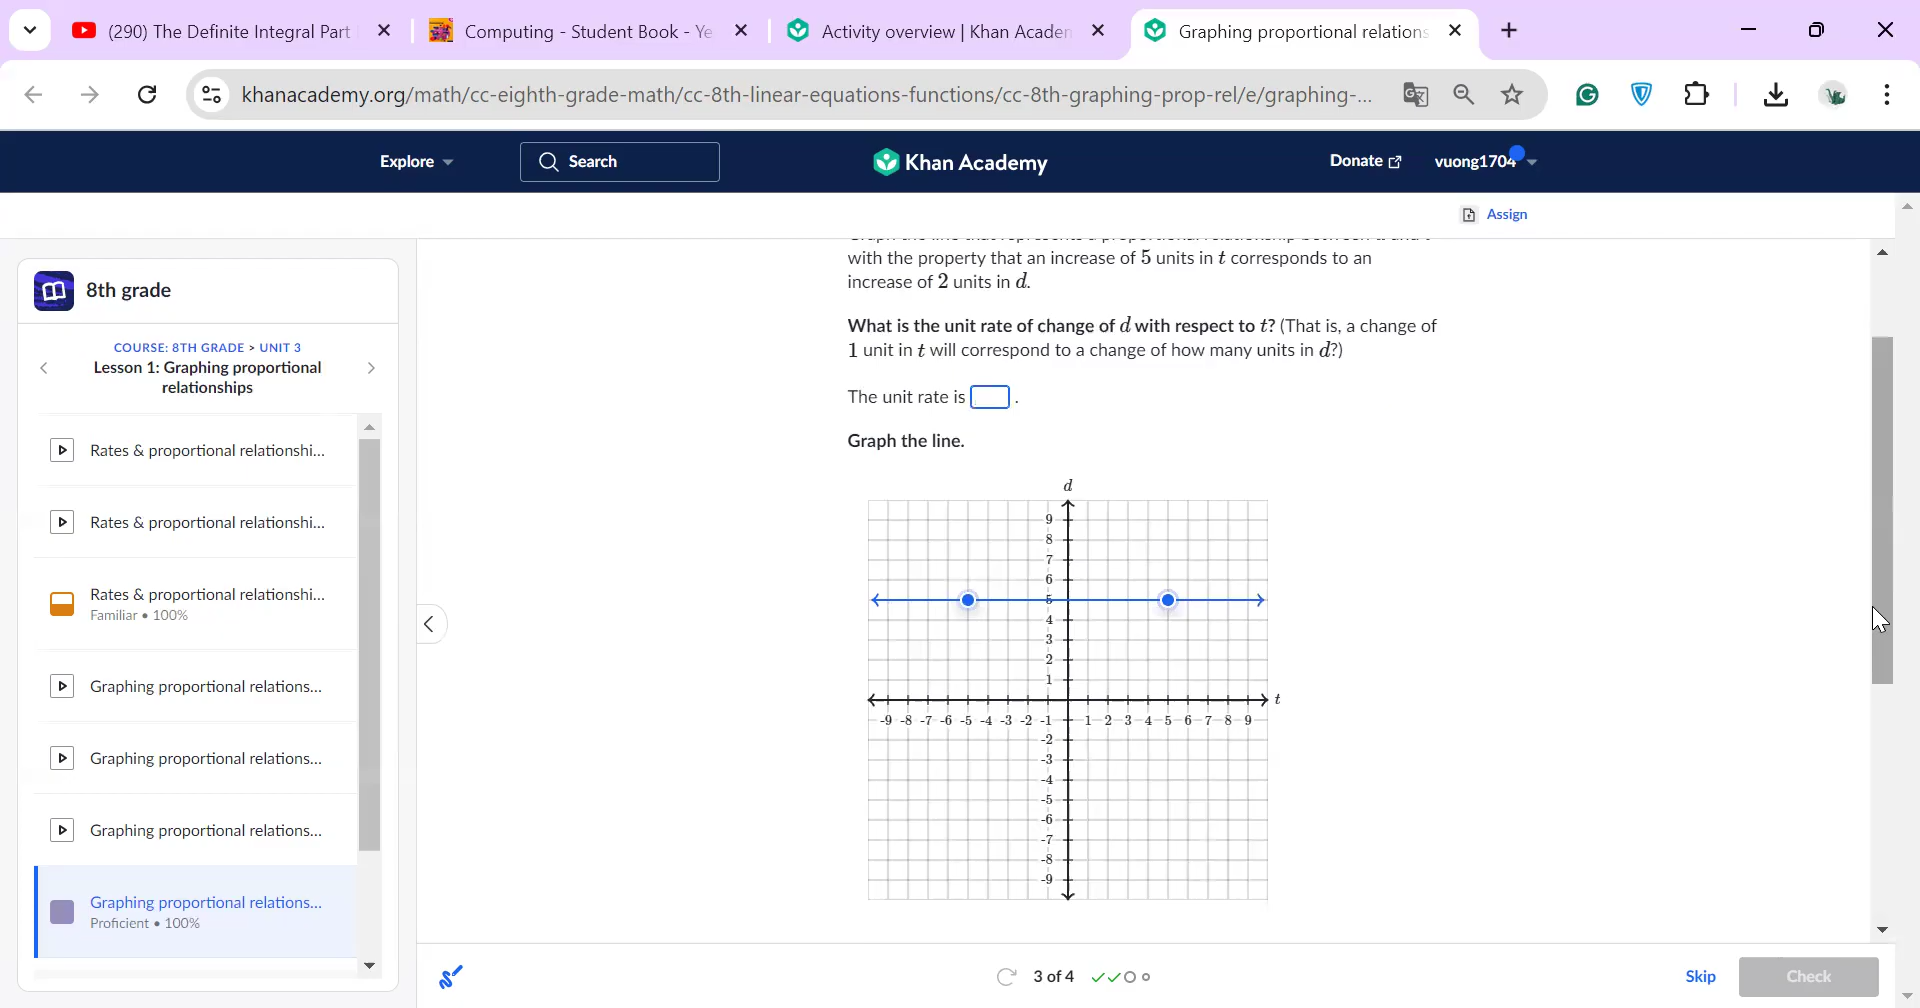 (290) The Definite Integral Part
Computing - Student Book - Ye
Activity overview | Khan Academ
Graphing proportional relations
khanacademy.org/math/cc-eighth-grade-math/cc-8th-linear-equations-functions/cc-8th-graphing-prop-rel/e/graphing-...
Explore
Search
Khan Academy
Donate
vuong1704
Assign
8th grade
COURSE: 8TH GRADE > UNIT 3
Lesson 1: Graphing proportional
relationships
Rates & proportional relationshi...
Rates & proportional relationshi...
Rates & proportional relationshi...
Familiar • 100%
Graphing proportional relations...
Graphing proportional relations...
Graphing proportional relations...
Graphing proportional relations...
Proficient • 100%
with the property that an increase of 5 units in t corresponds to an
increase of 2 units in d.
What is the unit rate of change of d with respect to t? (That is, a change of
1 unit in t will correspond to a change of how many units in d?)
The unit rate is .
Graph the line.
d
9
8
7
6
5
4
3
2
1
t
-9 -8 -7 -6 -5 -4 -3 -2 -1 1 2 3 4 5 6 7 8 9
-2
-3
-4
-5
-6
-7
-8
-9
3 of 4
Skip
Check